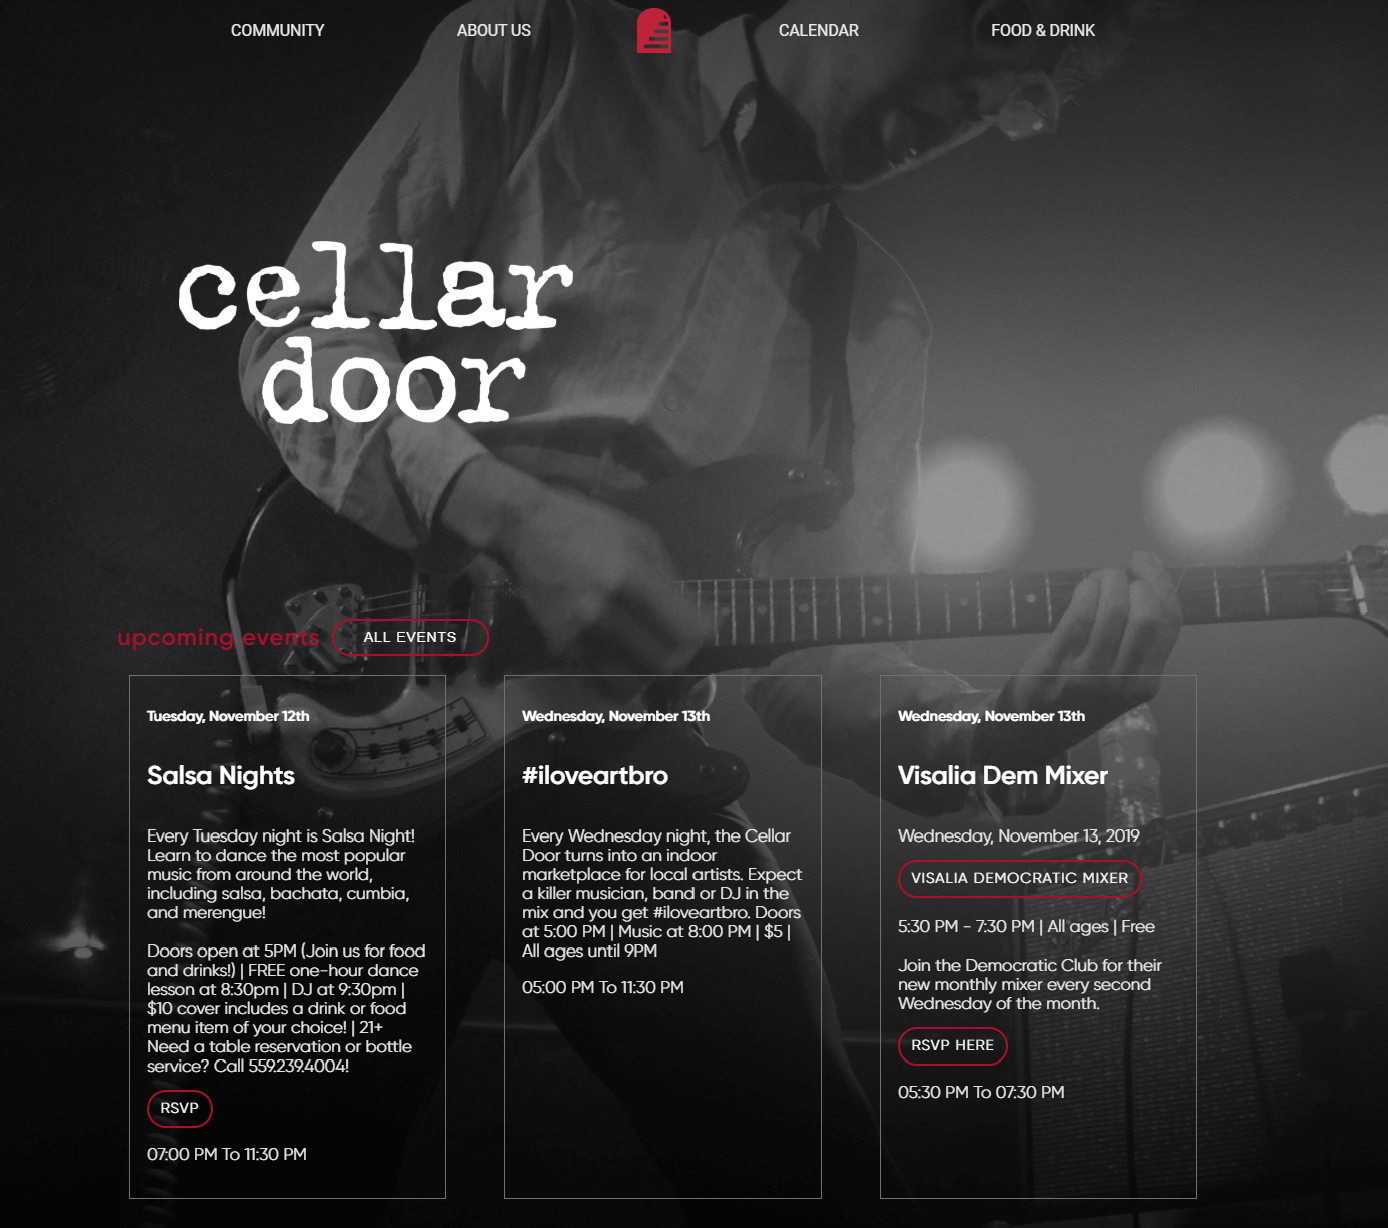 COMMUNITY
ABOUT US
CALENDAR
FOOD & DRINK
cellar
door
upcoming events
ALL EVENTS
Tuesday, November 12th
Salsa Nights
Every Tuesday night is Salsa Night!
Learn to dance the most popular
music from around the world,
including salsa, bachata, cumbia,
and merengue!
Doors open at 5PM (Join us for food
and drinks!) | FREE one-hour dance
lesson at 8:30pm | DJ at 9:30pm |
$10 cover includes a drink or food
menu item of your choice! | 21+
Need a table reservation or bottle
service? Call 559.239.4004!
RSVP
07:00 PM To 11:30 PM
Wednesday, November 13th
#iloveartbro
Every Wednesday night, the Cellar
Door turns into an indoor
marketplace for local artists. Expect
a killer musician, band or DJ in the
mix and you get #iloveartbro. Doors
at 5:00 PM | Music at 8:00 PM | $5 |
All ages until 9PM
05:00 PM To 11:30 PM
Wednesday, November 13th
Visalia Dem Mixer
Wednesday, November 13, 2019
VISALIA DEMOCRATIC MIXER
5:30 PM - 7:30 PM | All ages | Free
Join the Democratic Club for their
new monthly mixer every second
Wednesday of the month.
RSVP HERE
05:30 PM To 07:30 PM